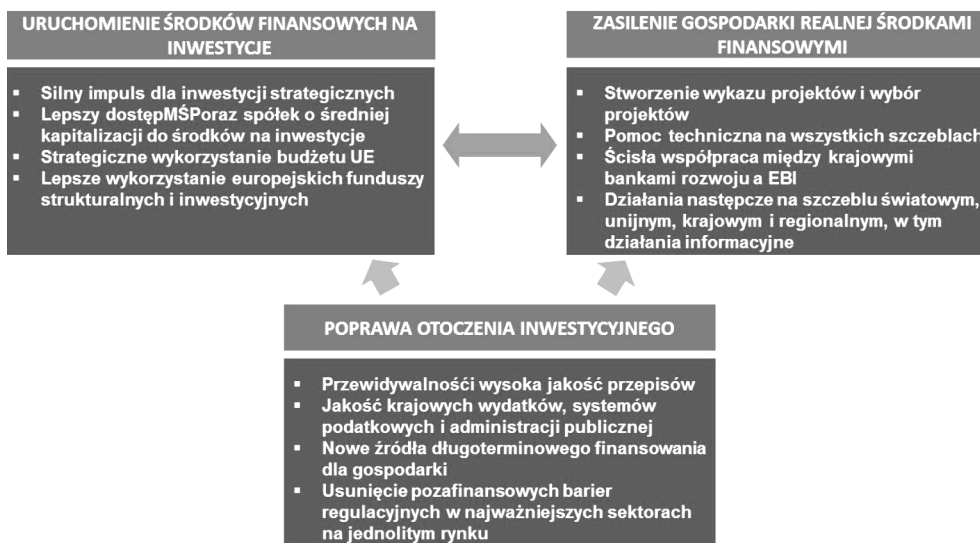 URUCHOMIENIE ŚRODKÓW FINANSOWYCH NA
INWESTYCJE
▪ Silny impuls dla inwestycji strategicznych
▪ Lepszy dostępMŚPoraz spółek o średniej
kapitalizacji do środków na inwestycje
▪ Strategiczne wykorzystanie budżetu UE
▪ Lepsze wykorzystanie europejskich funduszy
strukturalnych i inwestycyjnych
ZASILENIE GOSPODARKI REALNEJ ŚRODKAMI
FINANSOWYMI
▪ Stworzenie wykazu projektów i wybór
projektów
▪ Pomoc techniczna na wszystkich szczeblach
▪ Ścisła współpraca między krajowymi
bankami rozwoju a EBI
▪ Działania następcze na szczeblu światowym,
unijnym, krajowym i regionalnym, w tym
działania informacyjne
POPRAWA OTOCZENIA INWESTYCYJNEGO
▪ Przewidywalnośći wysoka jakość przepisów
▪ Jakość krajowych wydatków, systemów
podatkowych i administracji publicznej
▪ Nowe źródła długoterminowego finansowania
dla gospodarki
▪ Usunięcie pozafinansowych barier
regulacyjnych w najważniejszych sektorach
na jednolitym rynku